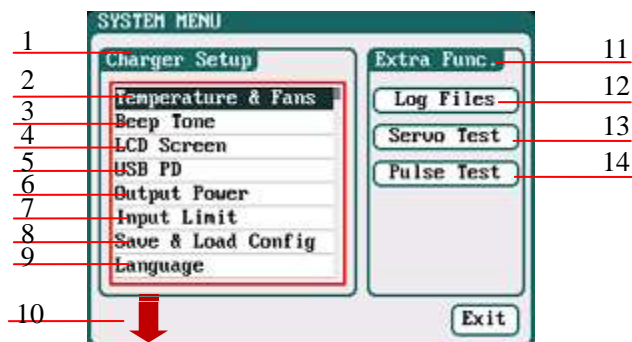 SYSTEM MENU
1
Charger Setup
2
Temperature & Fans
3
Beep Tone
4
LCD Screen
5
USB PD
6
Output Power
7
Input Limit
8
Save & Load Config
9
Language
10
Extra Func.
11
Log Files
12
Servo Test
13
Pulse Test
14
Exit